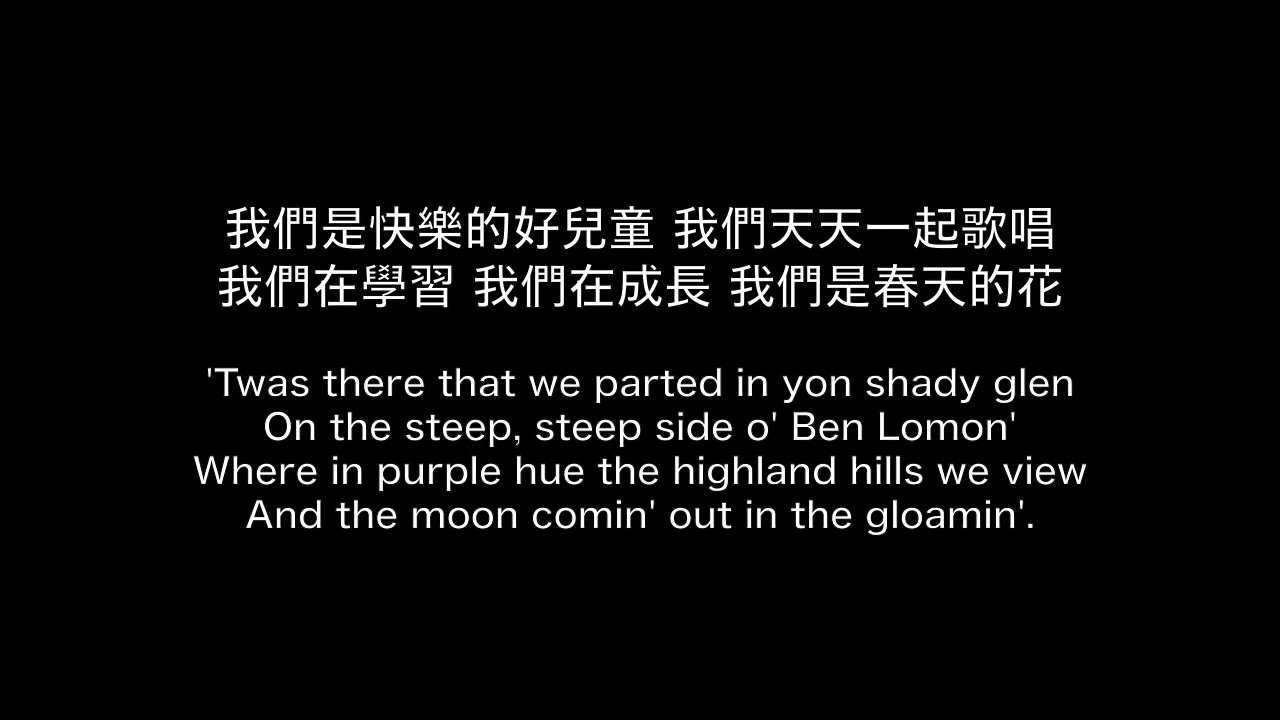 我們是快樂的好兒童 我們天天一起歌唱
我們在學習 我們在成長 我們是春天的花
'Twas there that we parted in yon shady glen
On the steep, steep side o' Ben Lomon'
Where in purple hue the highland hills we view
And the moon comin' out in the gloamin'.